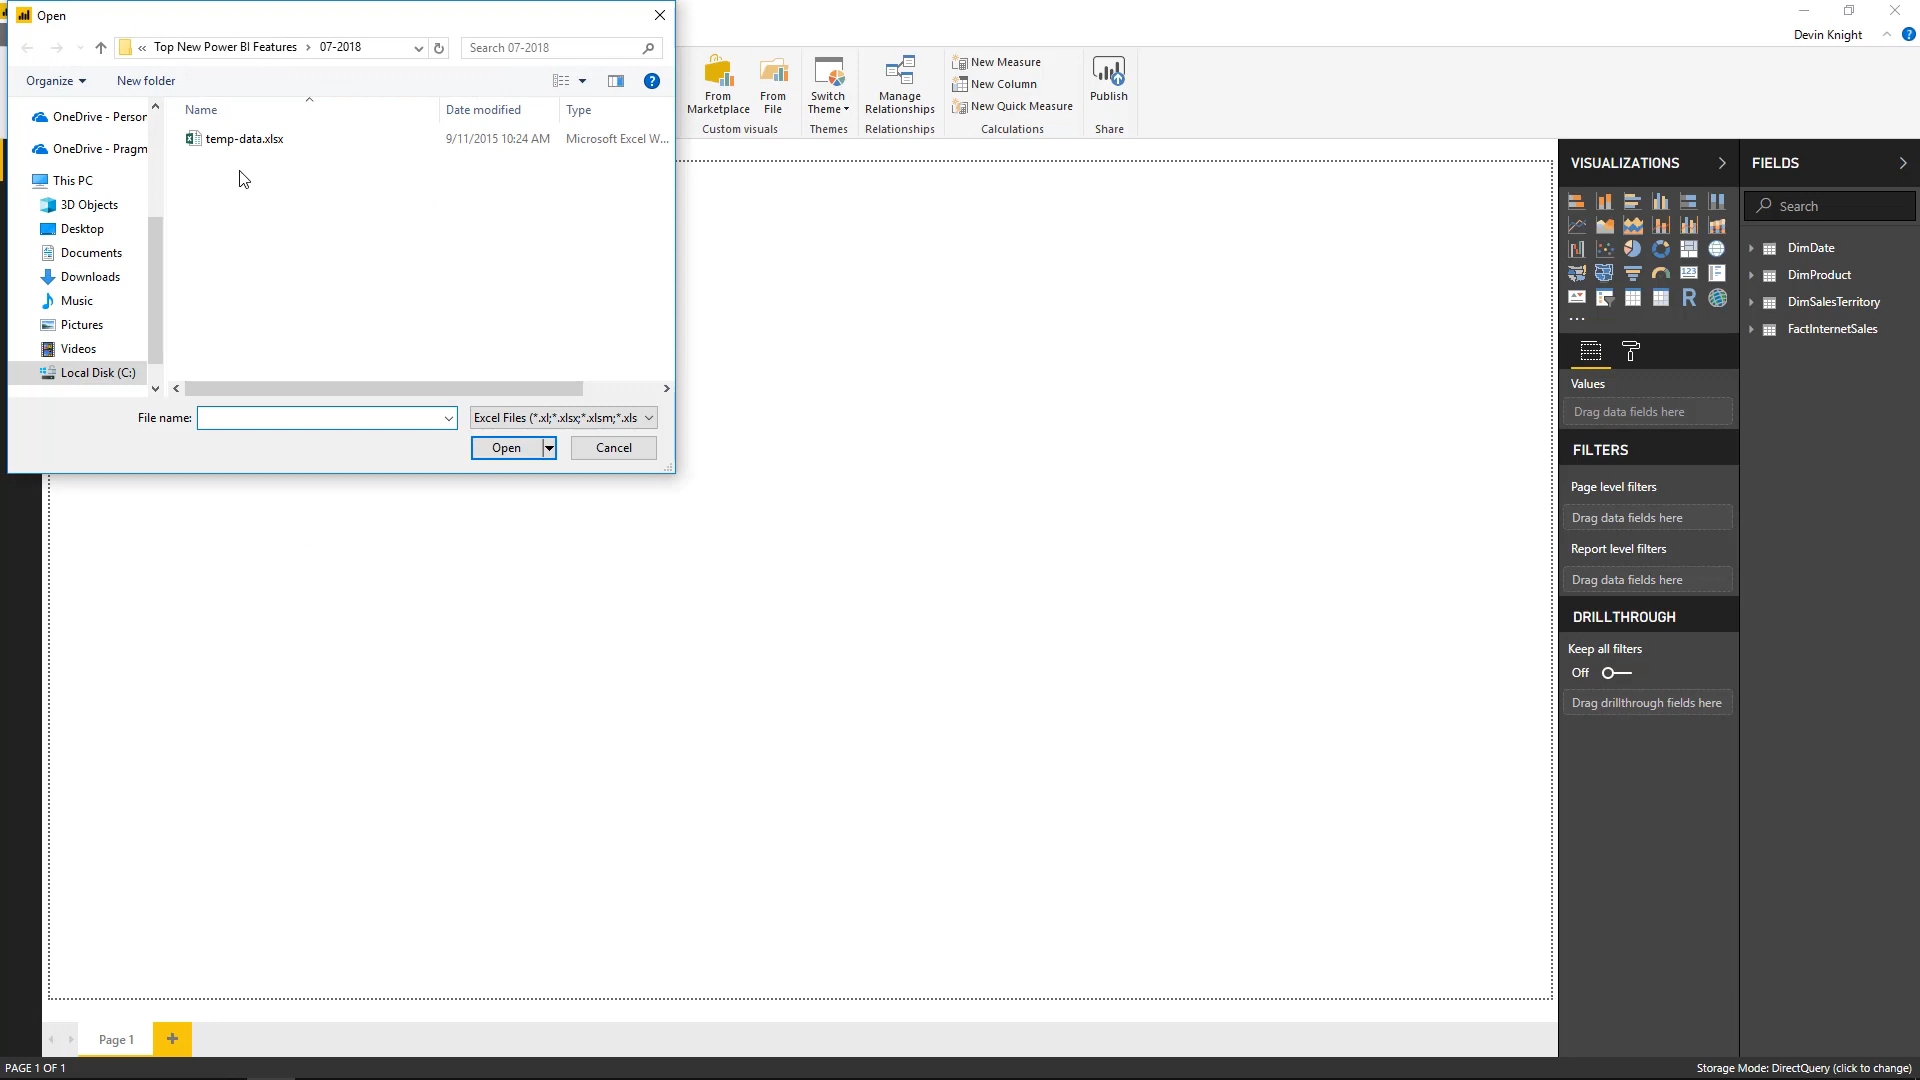 Open
Devin Knight
« Top New Power BI Features › 07-2018
Search 07-2018
Organize
New folder
Name
Date modified
Type
temp-data.xlsx
9/11/2015 10:24 AM
Microsoft Excel W...
OneDrive - Person
OneDrive - Pragm
This PC
3D Objects
Desktop
Documents
Downloads
Music
Pictures
Videos
Local Disk (C:)
File name:
Excel Files (*.xl;*.xlsx;*.xlsm;*.xls
Open
Cancel
From
Marketplace
From
File
Custom visuals
Switch
Theme
Themes
Manage
Relationships
Relationships
New Measure
New Column
New Quick Measure
Calculations
Publish
Share
VISUALIZATIONS
R
Values
Drag data fields here
FILTERS
Page level filters
Drag data fields here
Report level filters
Drag data fields here
DRILLTHROUGH
Keep all filters
Off
Drag drillthrough fields here
FIELDS
Search
DimDate
DimProduct
DimSalesTerritory
FactInternetSales
Page 1
PAGE 1 OF 1
Storage Mode: DirectQuery (click to change)